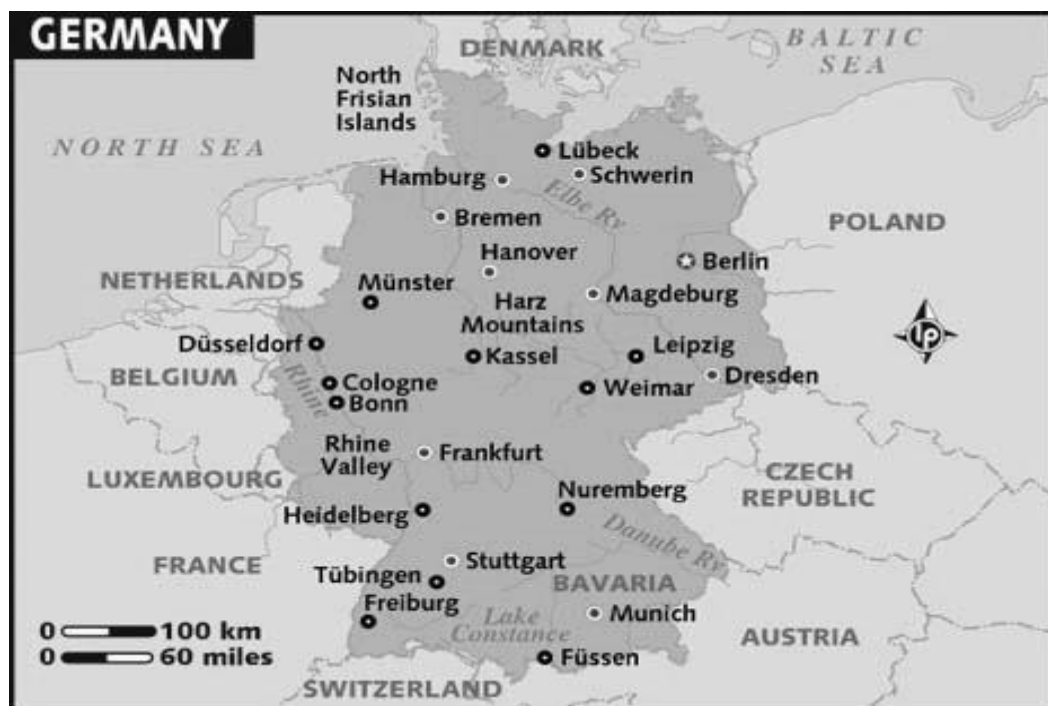 GERMANY
DENMARK
BALTIC
SEA
North
Frisian
Islands
NORTH SEA
Lübeck
Hamburg
Schwerin
Elbe Rv
Bremen
POLAND
Hanover
Berlin
NETHERLANDS
Münster
Magdeburg
Harz
Mountains
lp
Düsseldorf
Kassel
Leipzig
BELGIUM
Cologne
Weimar
Dresden
Rhine
Bonn
Rhine
Valley
Frankfurt
LUXEMBOURG
CZECH
REPUBLIC
Nuremberg
Heidelberg
Danube Rv
FRANCE
Stuttgart
Tübingen
BAVARIA
Freiburg
Lake
Constance
Munich
0 100 km
0 60 miles
AUSTRIA
Füssen
SWITZERLAND